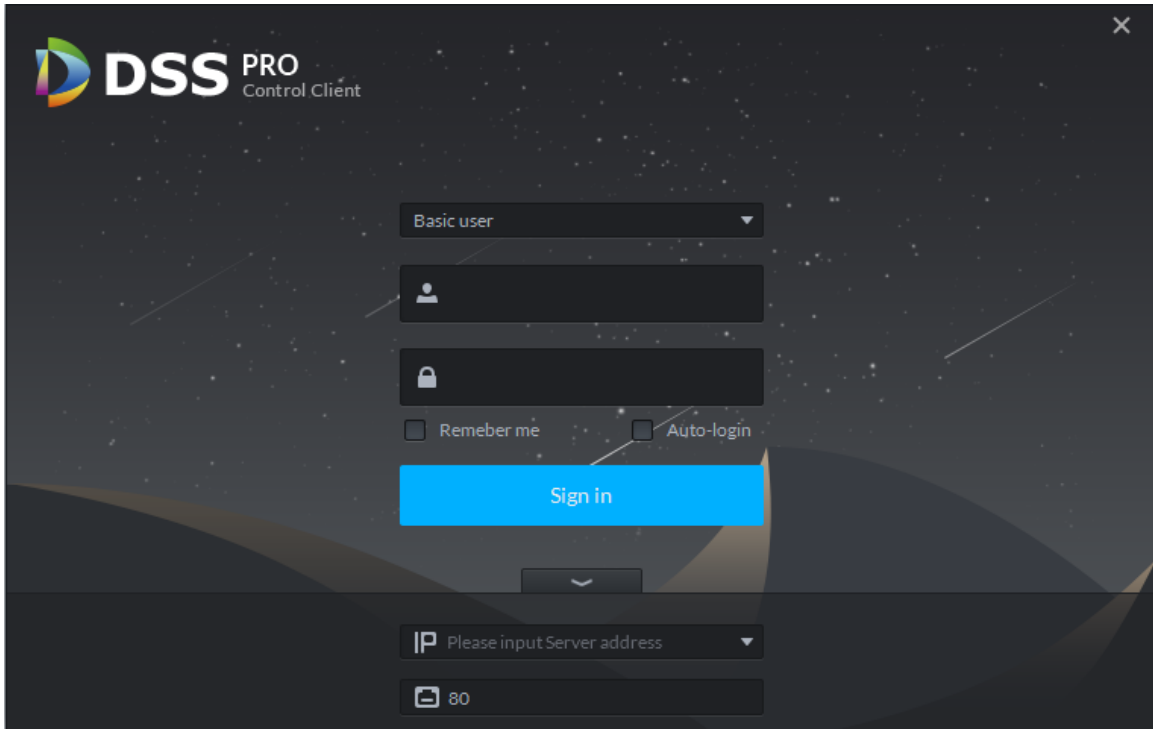 DSS PRO
Control Client
Basic user
Remeber me Auto-login
Sign in
IP Please input Server address
80